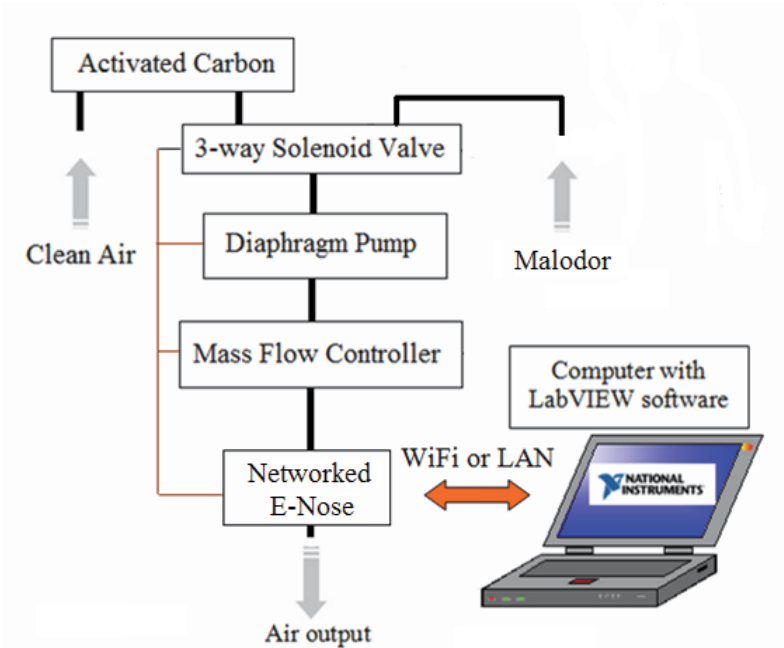 Activated Carbon
3-way Solenoid Valve
Clean Air
Diaphragm Pump
Malodor
Mass Flow Controller
Computer with
LabVIEW software
Networked
E-Nose
WiFi or LAN
NATIONAL
INSTRUMENTS
Air output